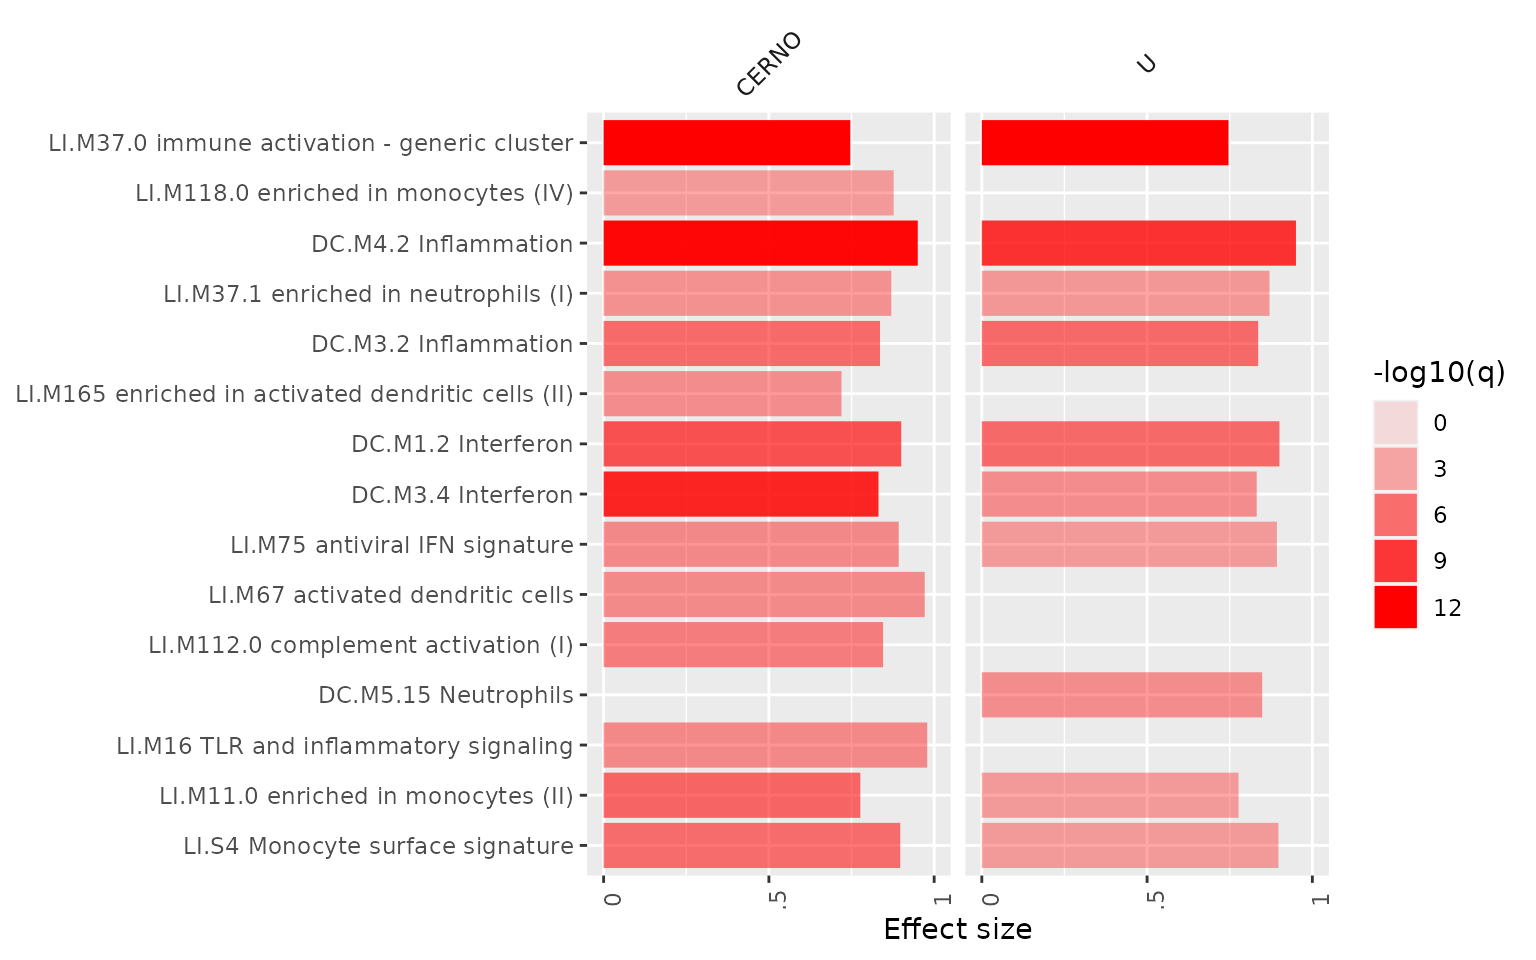 CERNO
U
LI.M37.0 immune activation - generic cluster
LI.M118.0 enriched in monocytes (IV)
DC.M4.2 Inflammation
LI.M37.1 enriched in neutrophils (I)
DC.M3.2 Inflammation
LI.M165 enriched in activated dendritic cells (II)
DC.M1.2 Interferon
DC.M3.4 Interferon
LI.M75 antiviral IFN signature
LI.M67 activated dendritic cells
LI.M112.0 complement activation (I)
DC.M5.15 Neutrophils
LI.M16 TLR and inflammatory signaling
LI.M11.0 enriched in monocytes (II)
LI.S4 Monocyte surface signature
0 .5 1 0 .5 1
Effect size
-log10(q)
0
3
6
9
12